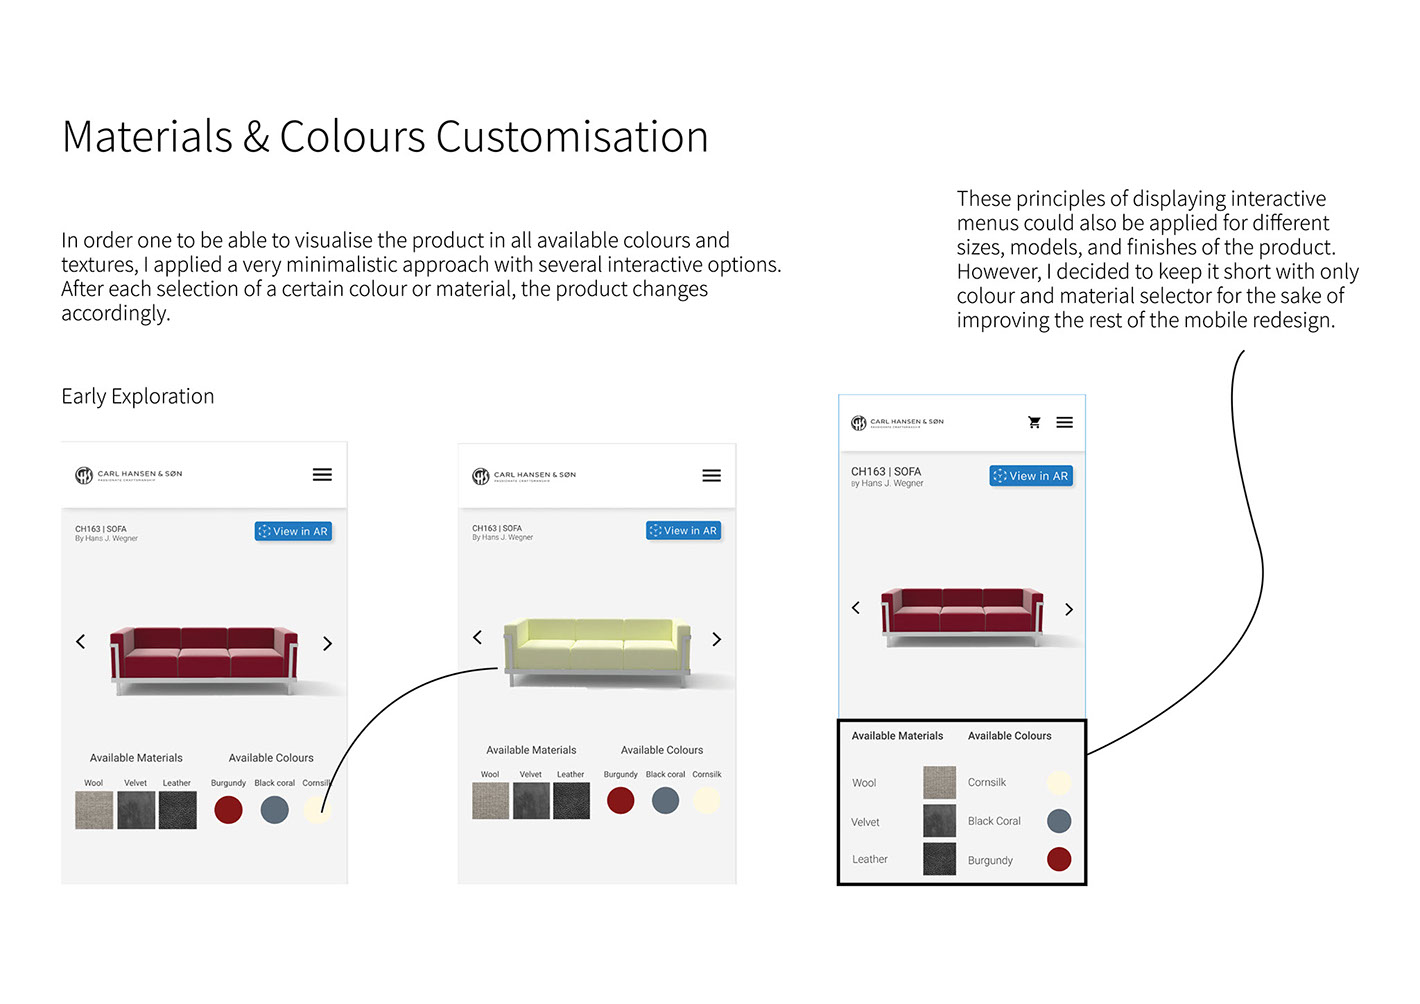 Materials & Colours Customisation
In order one to be able to visualise the product in all available colours and
textures, I applied a very minimalistic approach with several interactive options.
After each selection of a certain colour or material, the product changes
accordingly.
These principles of displaying interactive
menus could also be applied for different
sizes, models, and finishes of the product.
However, I decided to keep it short with only
colour and material selector for the sake of
improving the rest of the mobile redesign.
Early Exploration
CARL HANSEN & SØN
PASSIONATE CRAFTSMANSHIP
CH163 | SOFA
By Hans J. Wegner
View in AR
Available Materials
Available Colours
Wool Velvet Leather
Burgundy Black coral Cornsilk
CARL HANSEN & SØN
PASSIONATE CRAFTSMANSHIP
CH163 | SOFA
By Hans J. Wegner
View in AR
Available Materials
Available Colours
Wool Velvet Leather
Burgundy Black coral Cornsilk
CARL HANSEN & SØN
PASSIONATE CRAFTSMANSHIP
CH163 | SOFA
By Hans J. Wegner
View in AR
Available Materials
Available Colours
Wool
Cornsilk
Velvet
Black Coral
Leather
Burgundy